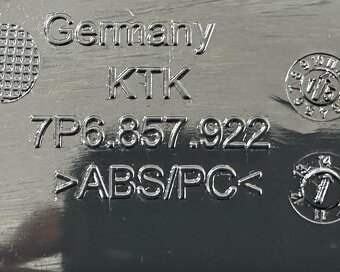 Germany
KTK
7P6.857.922
>ABS/PC<